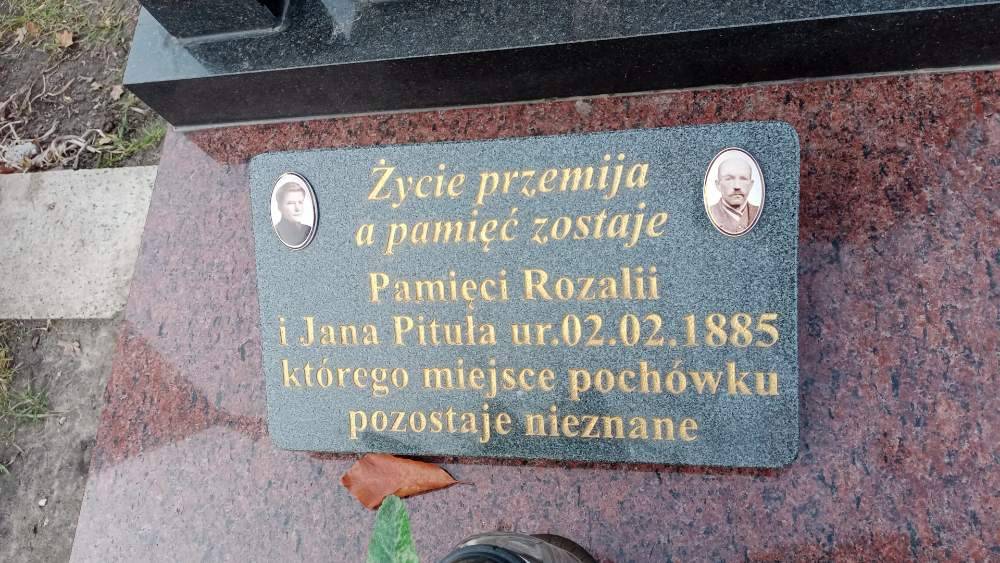 Życie przemija
a pamięć zostaje
Pamięci Rozalii
i Jana Pituła ur.02.02.1885
którego miejsce pochówku
pozostaje nieznane